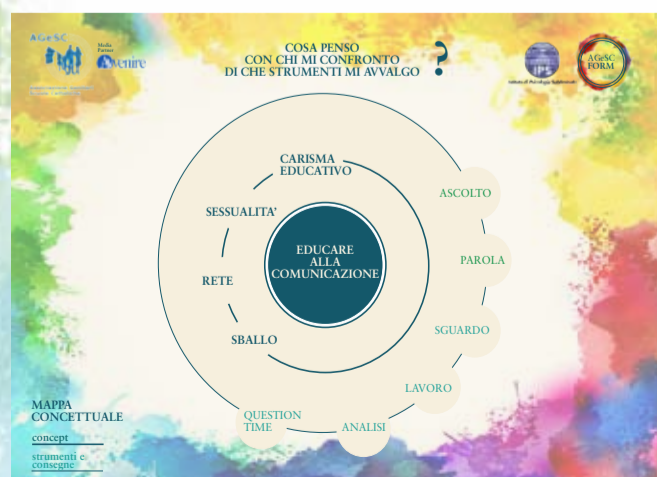 AGeSC
Media
Partner
Avvenire
COSA PENSO
CON CHI MI CONFRONTO
DI CHE STRUMENTI MI AVVALGO
?
IPS
AGeSC
FORM
CARISMA
EDUCATIVO
SESSUALITA'
RETE
SBALLO
EDUCARE
ALLA
COMUNICAZIONE
ASCOLTO
PAROLA
SGUARDO
LAVORO
ANALISI
QUESTION
TIME
MAPPA
CONCETTUALE
concept
strumenti e
consegne